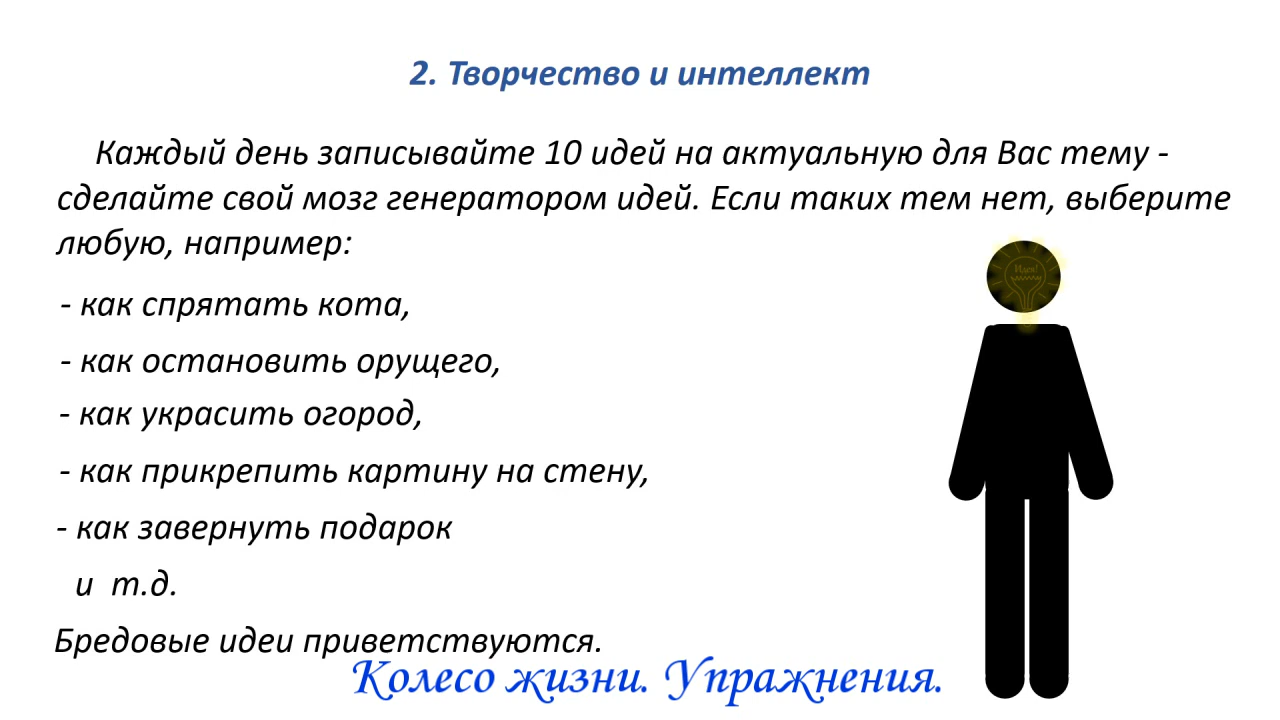 2. Творчество и интеллект
Каждый день записывайте 10 идей на актуальную для Вас тему -
сделайте свой мозг генератором идей. Если таких тем нет, выберите
любую, например:
Идея!
- как спрятать кота,
- как остановить орущего,
- как украсить огород,
- как прикрепить картину на стену,
- как завернуть подарок
и т.д.
Бредовые идеи приветствуются.
Колесо жизни. Упражнения.